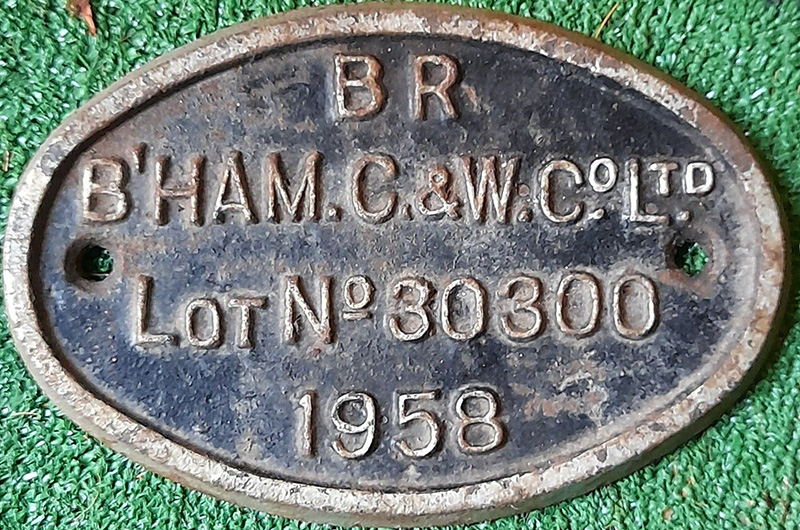 BR
B'HAM.C.&W.Cº.LTD
LOT Nº 30300
1958